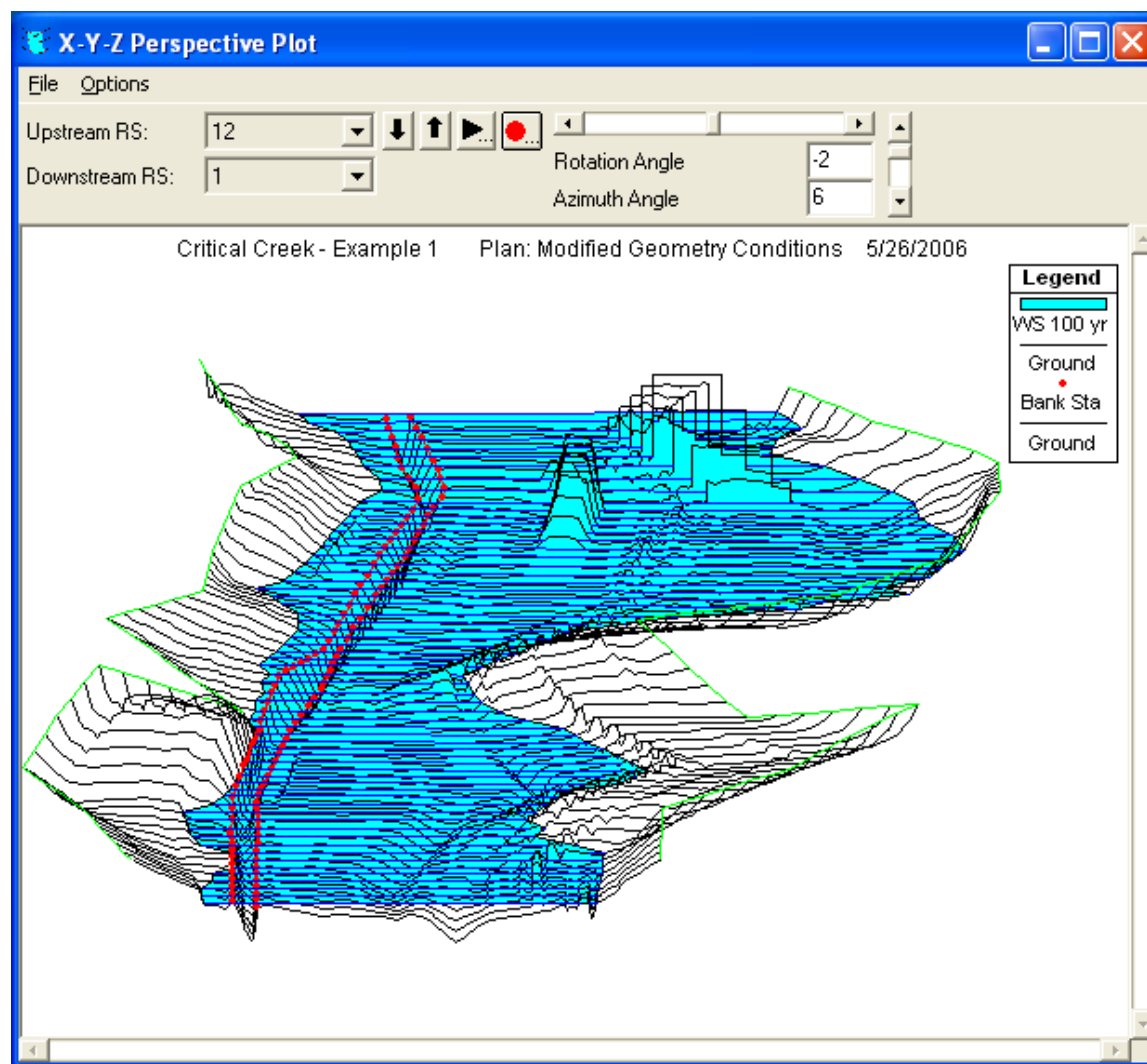 X-Y-Z Perspective Plot
File Options
Upstream RS: 12
Downstream RS: 1
Rotation Angle -2
Azimuth Angle 6
Critical Creek - Example 1 Plan: Modified Geometry Conditions 5/26/2006
Legend
WS 100 yr
Ground
Bank Sta
Ground